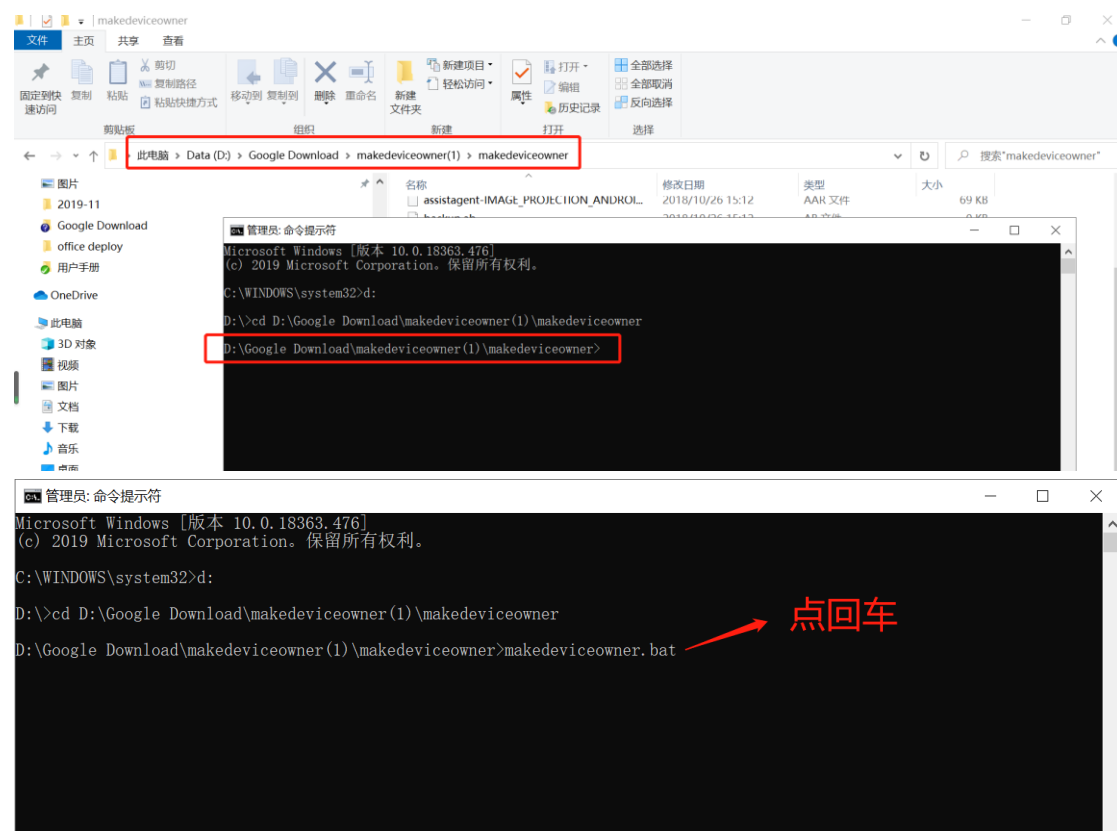 makedeviceowner
文件 主页 共享 查看
固定到快速访问
复制
粘贴
剪切
复制路径
粘贴快捷方式
移动到 复制到 删除 重命名
新建文件夹
新建项目
轻松访问
属性
打开
编辑
历史记录
全部选择
全部取消
反向选择
剪贴板 组织 新建 打开 选择
此电脑 > Data (D:) > Google Download > makedeviceowner(1) > makedeviceowner
搜索"makedeviceowner"
名称 修改日期 类型 大小
assistagent-IMAGE_PROJECTION_ANDROI... 2018/10/26 15:12 AAR 文件 69 KB
图片
2019-11
Google Download
office deploy
用户手册
OneDrive
此电脑
3D 对象
视频
图片
文档
下载
音乐
桌面
管理员: 命令提示符
Microsoft Windows [版本 10.0.18363.476]
(c) 2019 Microsoft Corporation。保留所有权利。
C:\WINDOWS\system32>d:
D:\>cd D:\Google Download\makedeviceowner(1)\makedeviceowner
D:\Google Download\makedeviceowner(1)\makedeviceowner>
管理员: 命令提示符
Microsoft Windows [版本 10.0.18363.476]
(c) 2019 Microsoft Corporation。保留所有权利。
C:\WINDOWS\system32>d:
D:\>cd D:\Google Download\makedeviceowner(1)\makedeviceowner
点回车
D:\Google Download\makedeviceowner(1)\makedeviceowner>makedeviceowner.bat